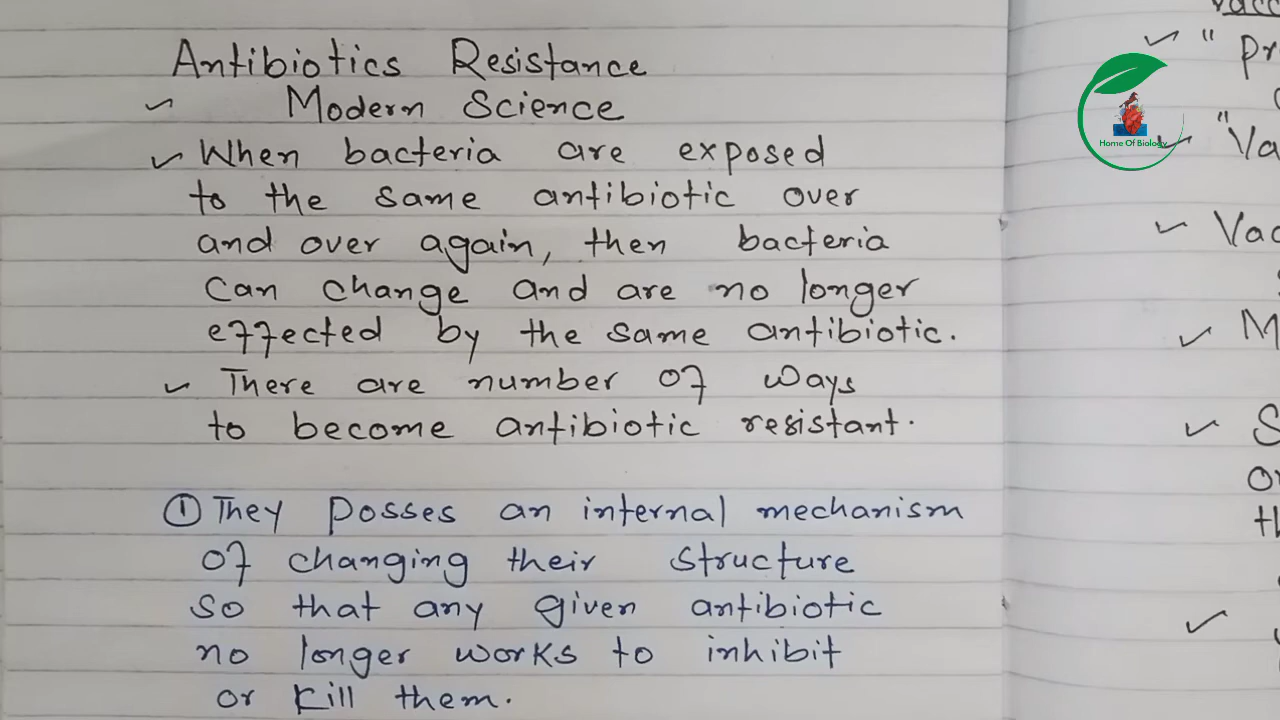 Antibiotics Resistance
✓ Modern Science
✓ When bacteria are exposed
to the same antibiotic over
and over again, then bacteria
can change and are no longer
effected by the same antibiotic.
✓ There are number of ways
to become antibiotic resistant.
① They posses an internal mechanism
of changing their structure
so that any given antibiotic
no longer works to inhibit
or kill them.
Home Of Biology